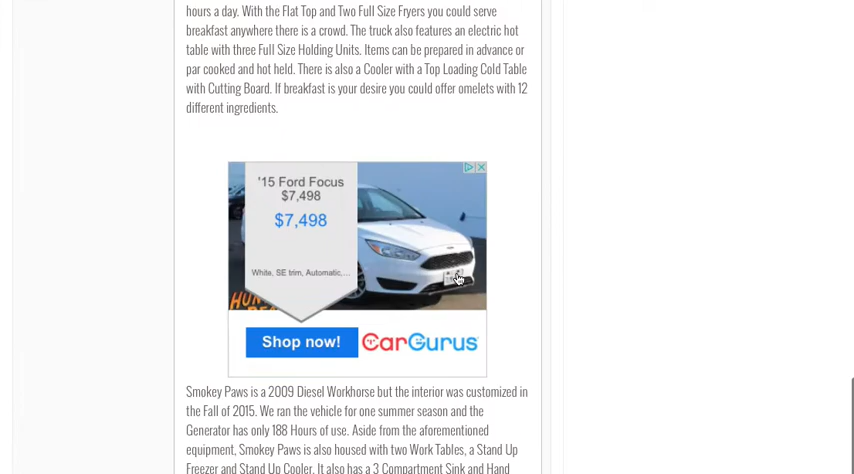 hours a day. With the Flat Top and Two Full Size Fryers you could serve
breakfast anywhere there is a crowd. The truck also features an electric hot
table with three Full Size Holding Units. Items can be prepared in advance or
par cooked and hot held. There is also a Cooler with a Top Loading Cold Table
with Cutting Board. If breakfast is your desire you could offer omelets with 12
different ingredients.
'15 Ford Focus
$7,498
$7,498
White, SE trim, Automatic,...
Shop now!
CarGurus
Smokey Paws is a 2009 Diesel Workhorse but the interior was customized in
the Fall of 2015. We ran the vehicle for one summer season and the
Generator has only 188 Hours of use. Aside from the aforementioned
equipment, Smokey Paws is also housed with two Work Tables, a Stand Up
Freezer and Stand Up Cooler. It also has a 3 Compartment Sink and Hand